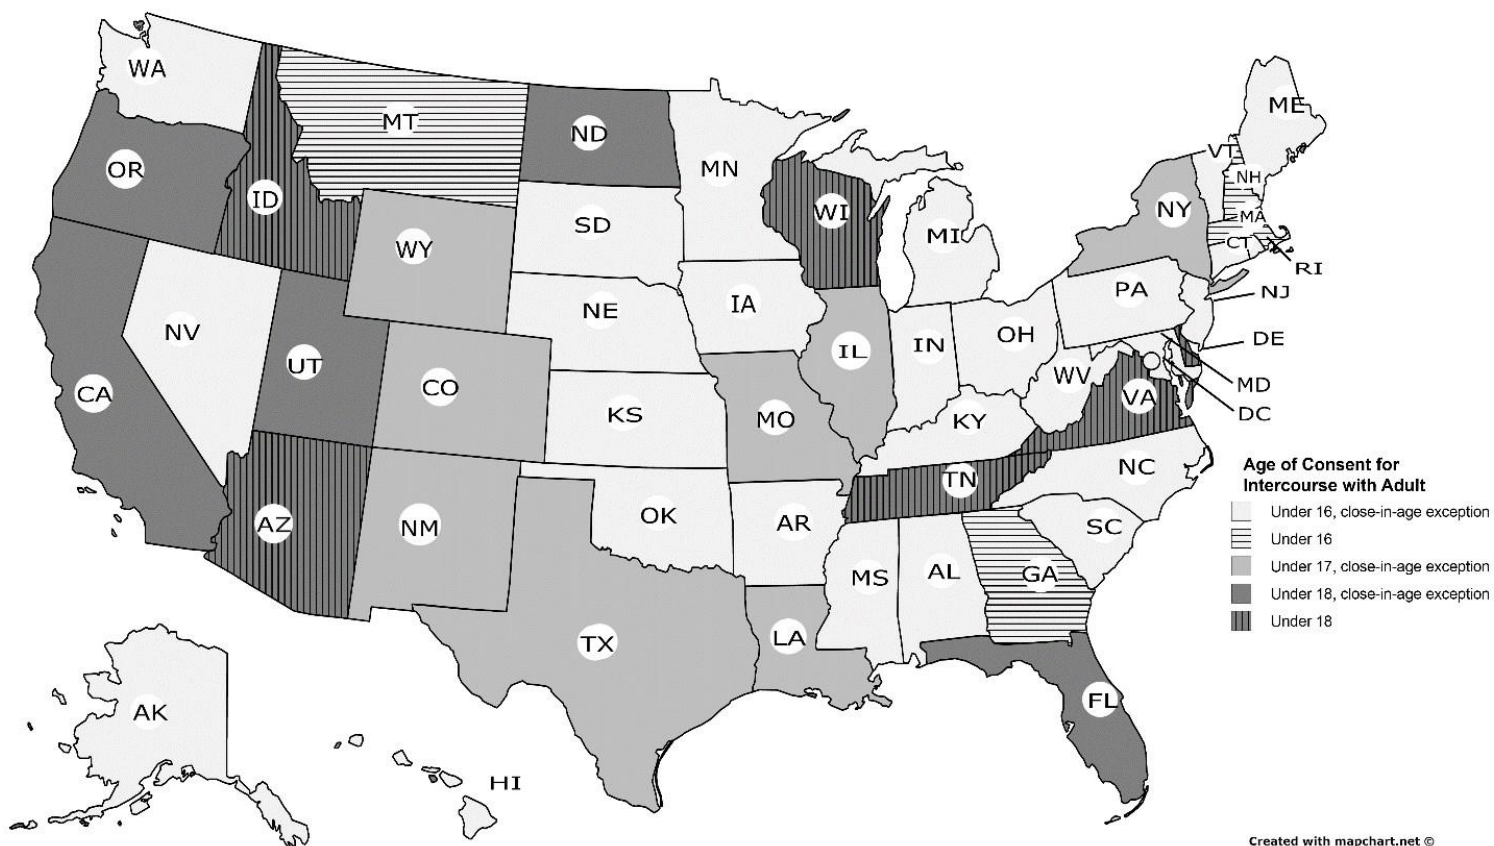 WA
ME
MT
ND
VT
OR
MN
NH
ID
WI
NY
MA
SD
MI
CT
WY
RI
PA
NJ
NE
IA
NV
OH
DE
IN
IL
UT
WV
CO
MD
CA
VA
DC
KS
MO
KY
NC
TN
AZ
NM
OK
AR
SC
MS
AL
GA
TX
LA
FL
AK
HI
Age of Consent for
Intercourse with Adult
Under 16, close-in-age exception
Under 16
Under 17, close-in-age exception
Under 18, close-in-age exception
Under 18
Created with mapchart.net ©